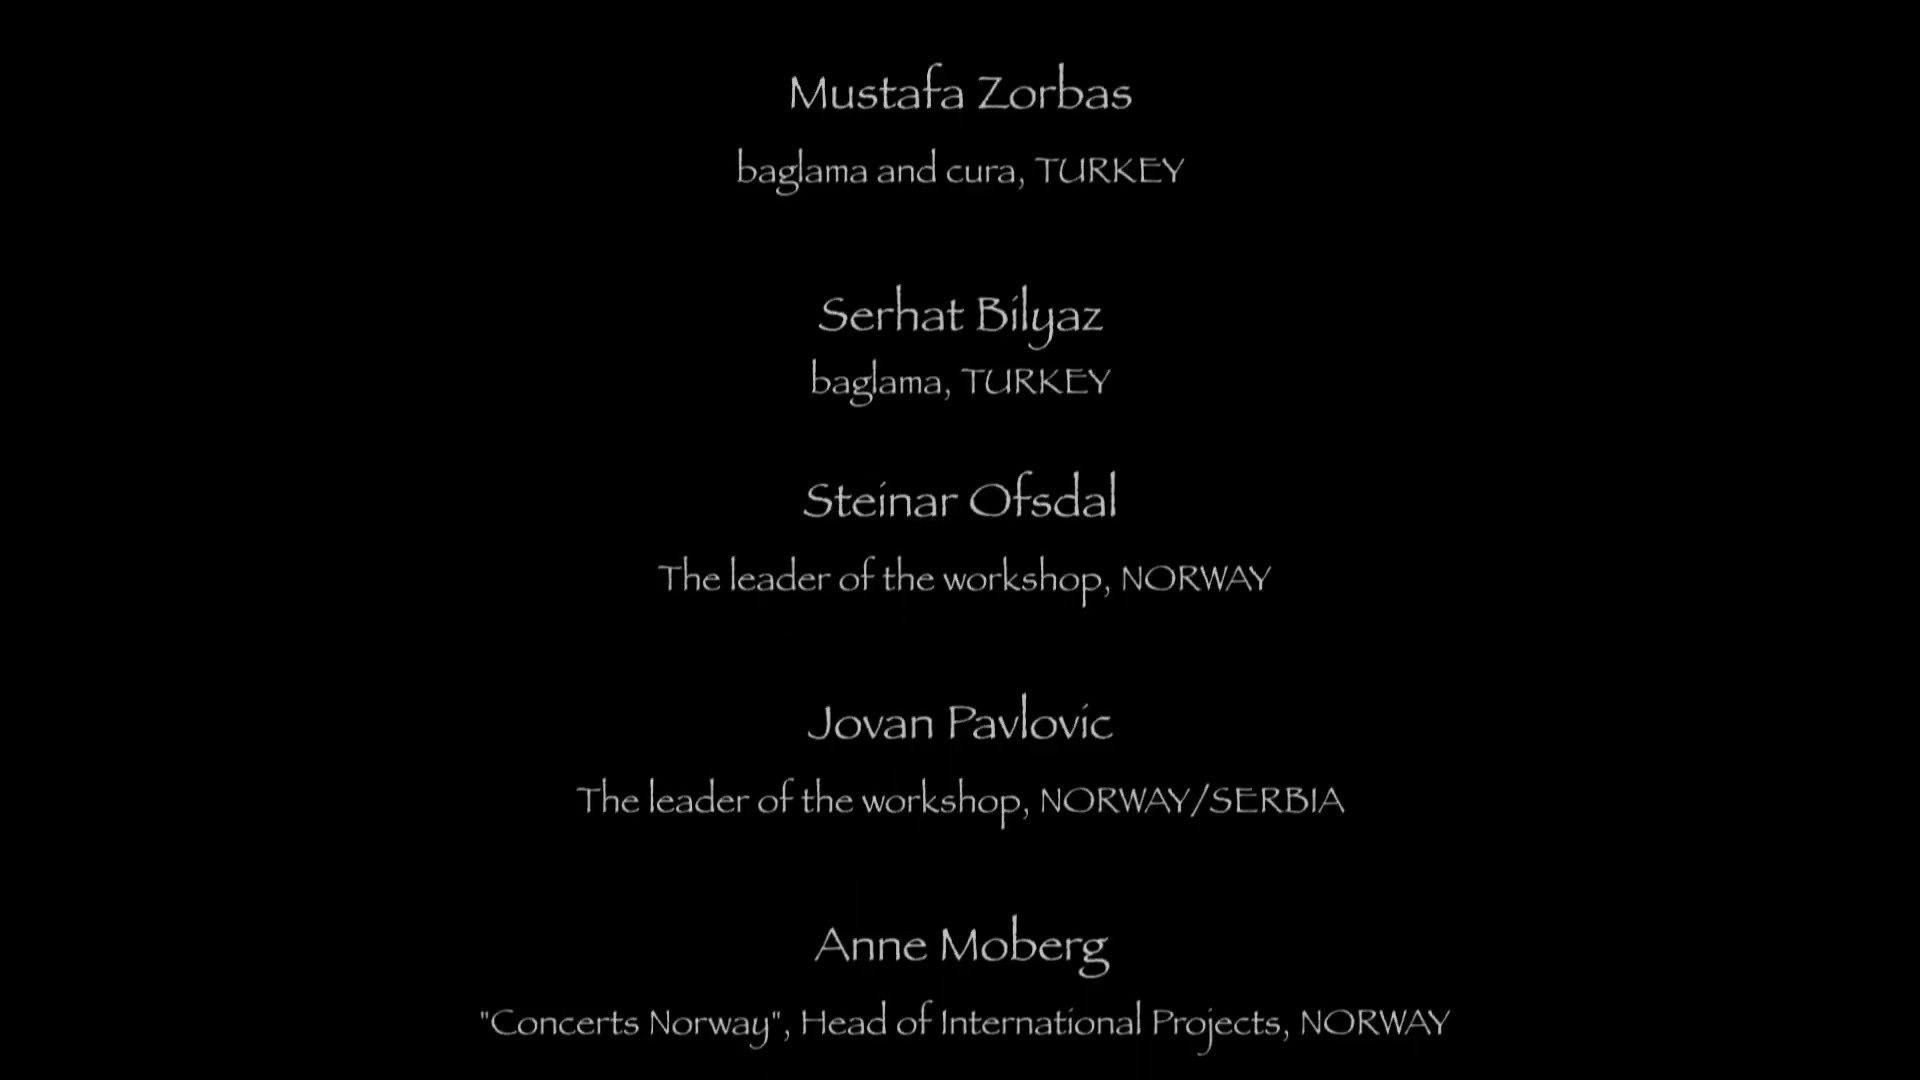 Mustafa Zorbas
baglama and cura, TURKEY
Serhat Bilyaz
baglama, TURKEY
Steinar Ofsdal
The leader of the workshop, NORWAY
Jovan Pavlovic
The leader of the workshop, NORWAY/SERBIA
Anne Moberg
"Concerts Norway", Head of International Projects, NORWAY